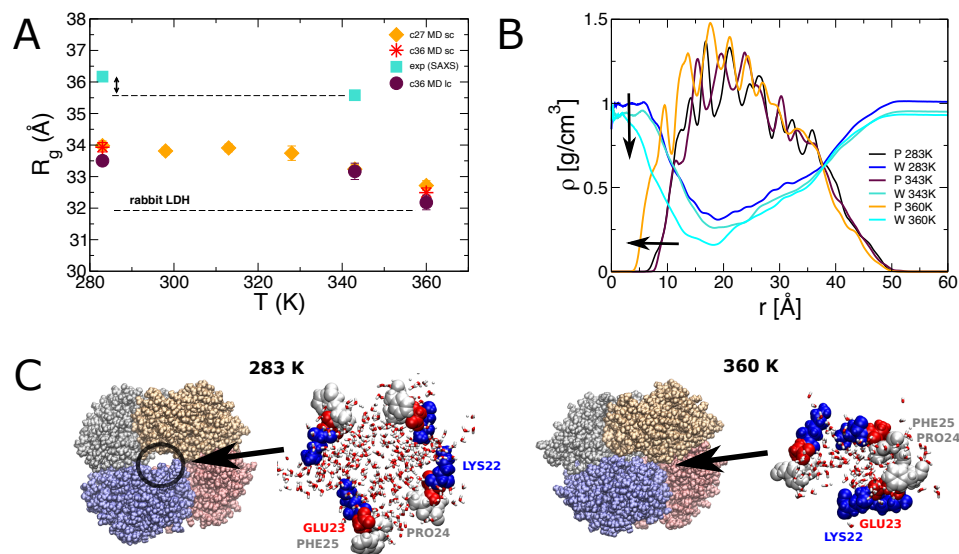 A
c27 MD sc
c36 MD sc
exp (SAXS)
c36 MD lc
rabbit LDH
40
39
38
37
36
35
34
33
32
31
30
280
300
320
340
360
R_g (Å)
T (K)
B
1.5
1
0.5
0
0
10
20
30
40
50
60
ρ [g/cm³]
r [Å]
P 283K
W 283K
P 343K
W 343K
P 360K
W 360K
C
283 K
LYS22
GLU23
PRO24
PHE25
360 K
PHE25
PRO24
GLU23
LYS22